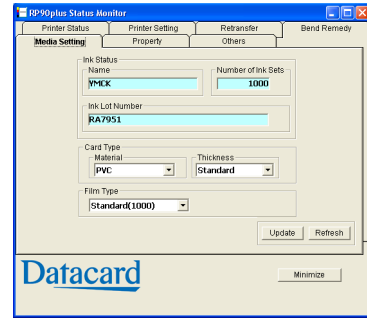 RP90plus Status Monitor
Printer Status Printer Setting Retransfer Bend Remedy
Media Setting Property Others
Ink Status
Name Number of Ink Sets
YMCK 1000
Ink Lot Number
RA7951
Card Type
Material Thickness
PVC Standard
Film Type
Standard(1000)
Update Refresh
Datacard Minimize